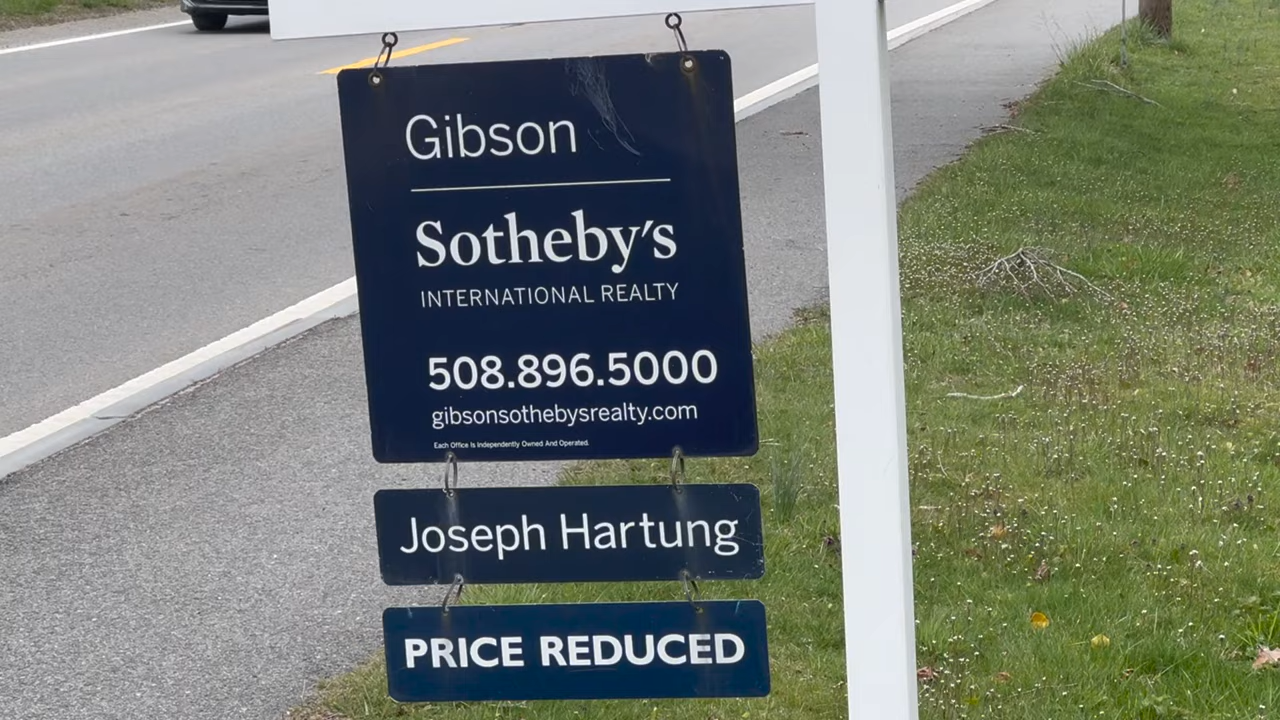 Gibson
Sotheby's
INTERNATIONAL REALTY
508.896.5000
gibsonsothebysrealty.com
Each Office Is Independently Owned And Operated.
Joseph Hartung
PRICE REDUCED